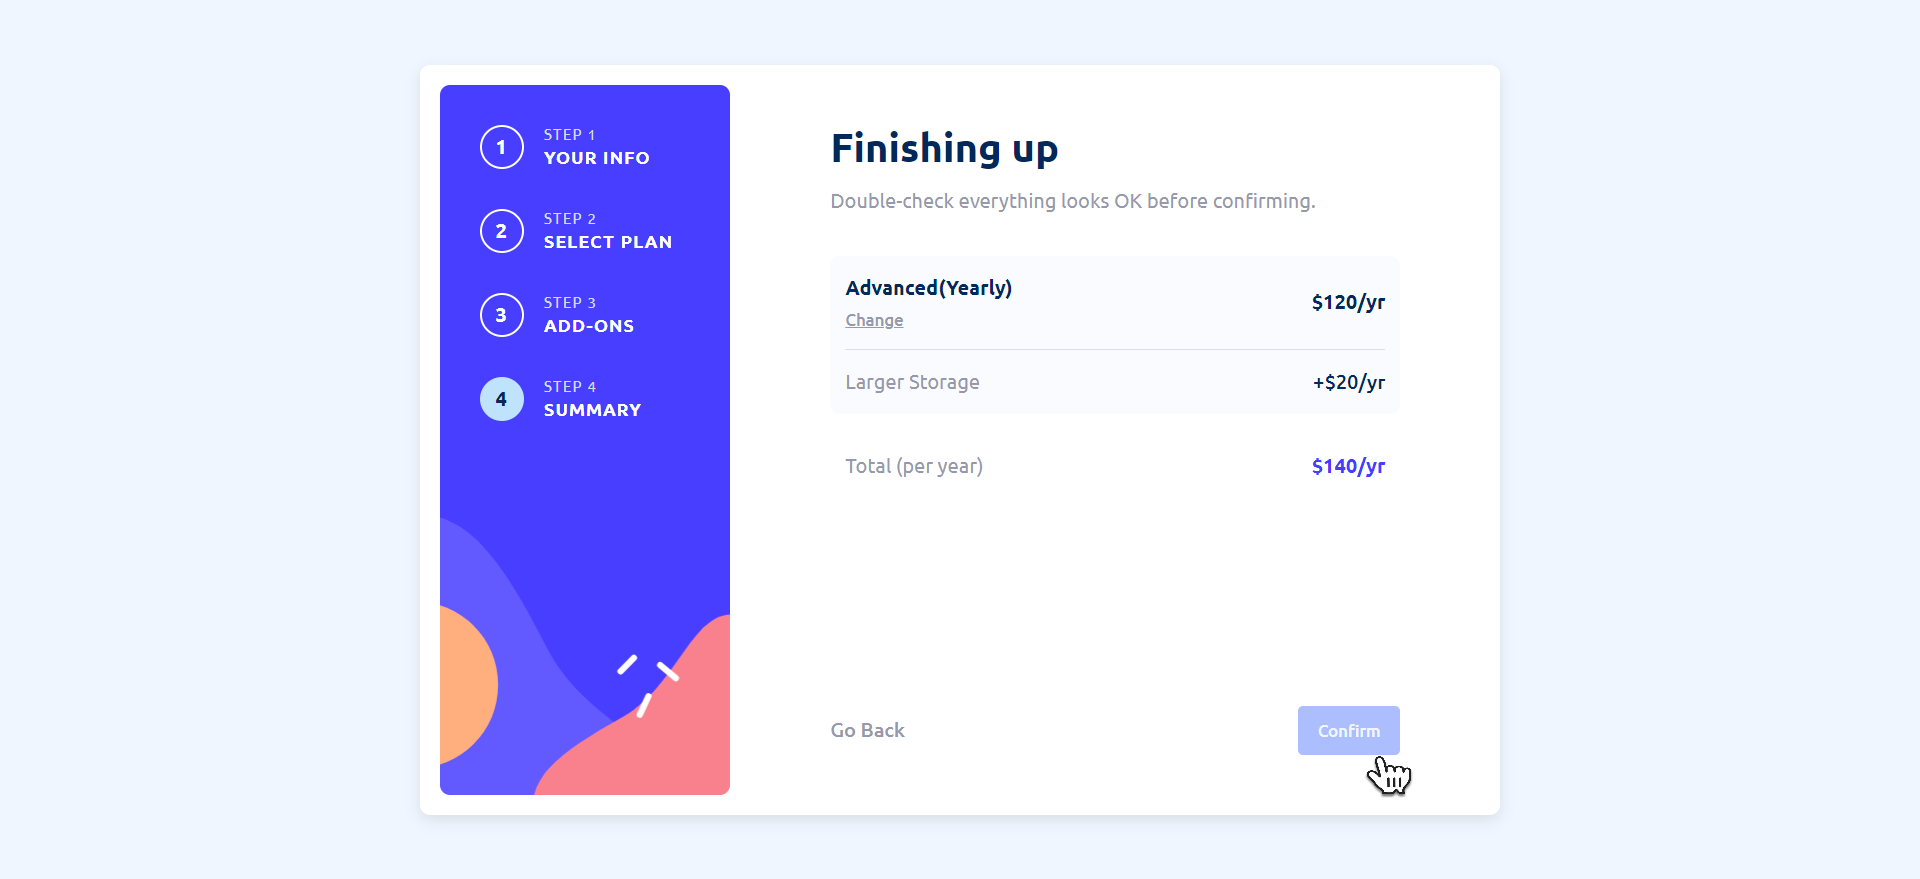 1
STEP 1
YOUR INFO
2
STEP 2
SELECT PLAN
3
STEP 3
ADD-ONS
4
STEP 4
SUMMARY
Finishing up
Double-check everything looks OK before confirming.
Advanced(Yearly)
Change
$120/yr
Larger Storage
+$20/yr
Total (per year)
$140/yr
Go Back
Confirm